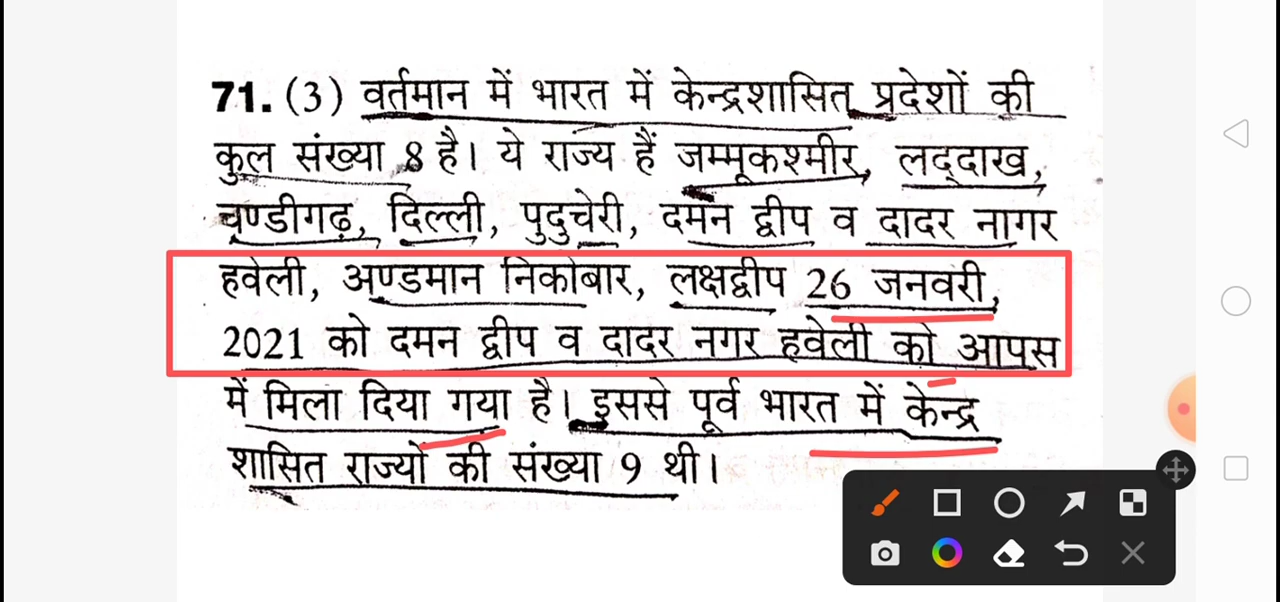 71. (3) वर्तमान में भारत में केन्द्रशासित प्रदेशों की
कुल संख्या 8 है। ये राज्य हैं जम्मूकश्मीर, लद्दाख,
चण्डीगढ़, दिल्ली, पुदुचेरी, दमन द्वीप व दादर नागर
हवेली, अण्डमान निकोबार, लक्षद्वीप 26 जनवरी,
2021 को दमन द्वीप व दादर नगर हवेली को आपस
में मिला दिया गया है। इससे पूर्व भारत में केन्द्र
शासित राज्यों की संख्या 9 थी।